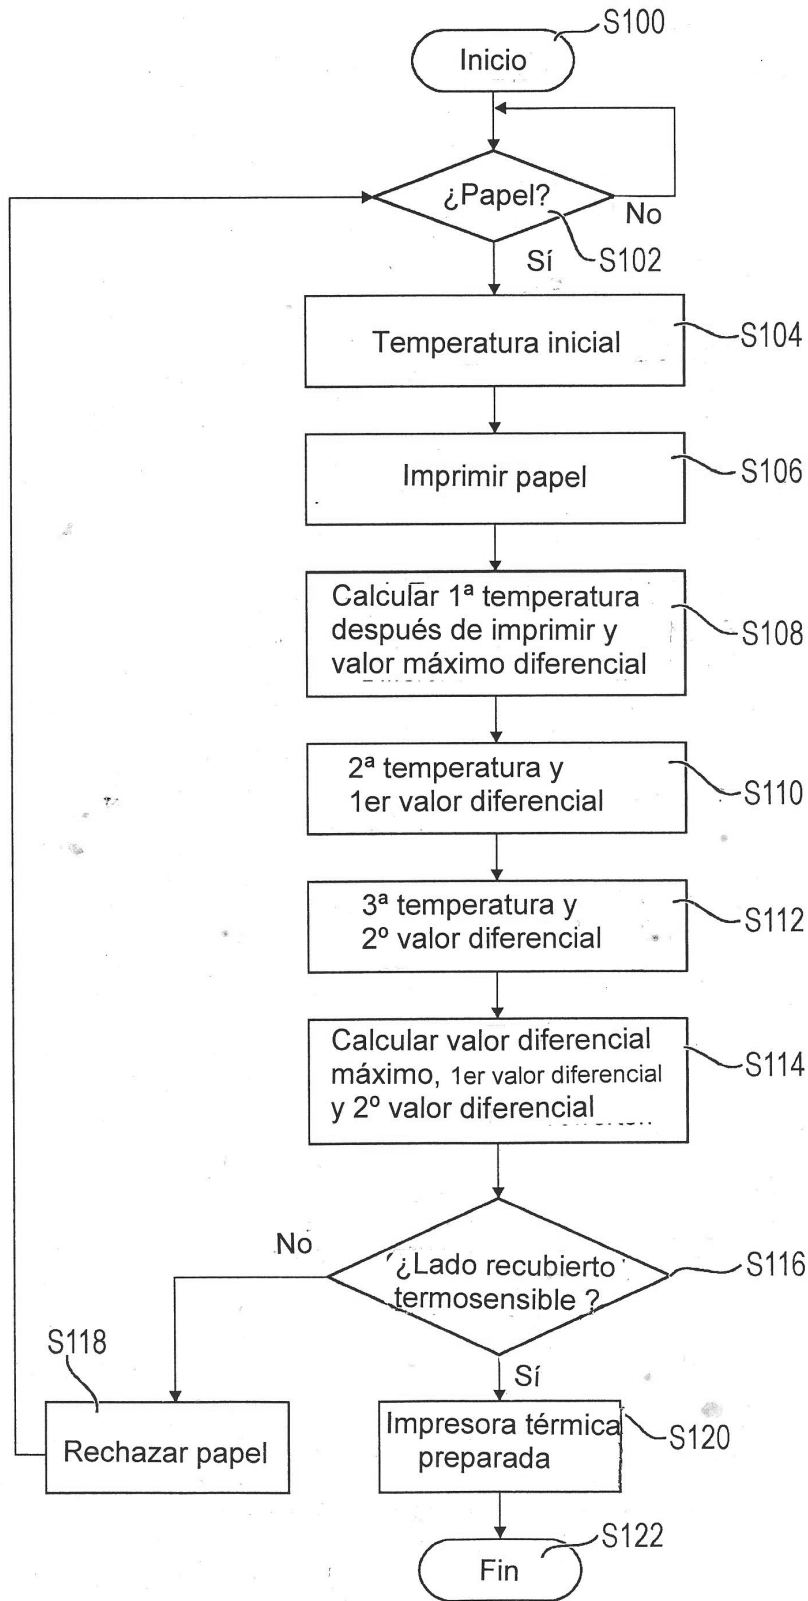 S100
Inicio
¿Papel?
No
Sí
S102
Temperatura inicial
S104
Imprimir papel
S106
Calcular 1ª temperatura
después de imprimir y
valor máximo diferencial
S108
2ª temperatura y
1er valor diferencial
S110
3ª temperatura y
2º valor diferencial
S112
Calcular valor diferencial
máximo, 1er valor diferencial
y 2º valor diferencial
S114
No
¿Lado recubierto
termosensible ?
S116
S118
Sí
Rechazar papel
Impresora térmica
preparada
S120
S122
Fin